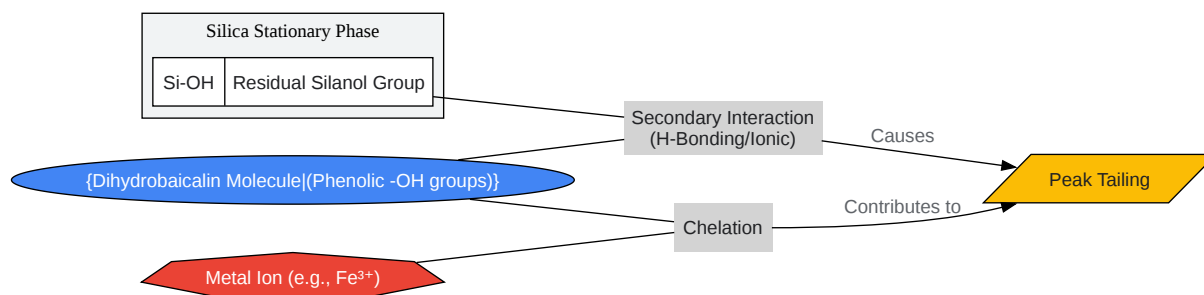 Silica Stationary Phase
Si-OH
Residual Silanol Group
Secondary Interaction
(H-Bonding/Ionic)
Causes
{Dihydrobaicalin Molecule|(Phenolic -OH groups)}
Peak Tailing
Contributes to
Chelation
Metal Ion (e.g., Fe³⁺)